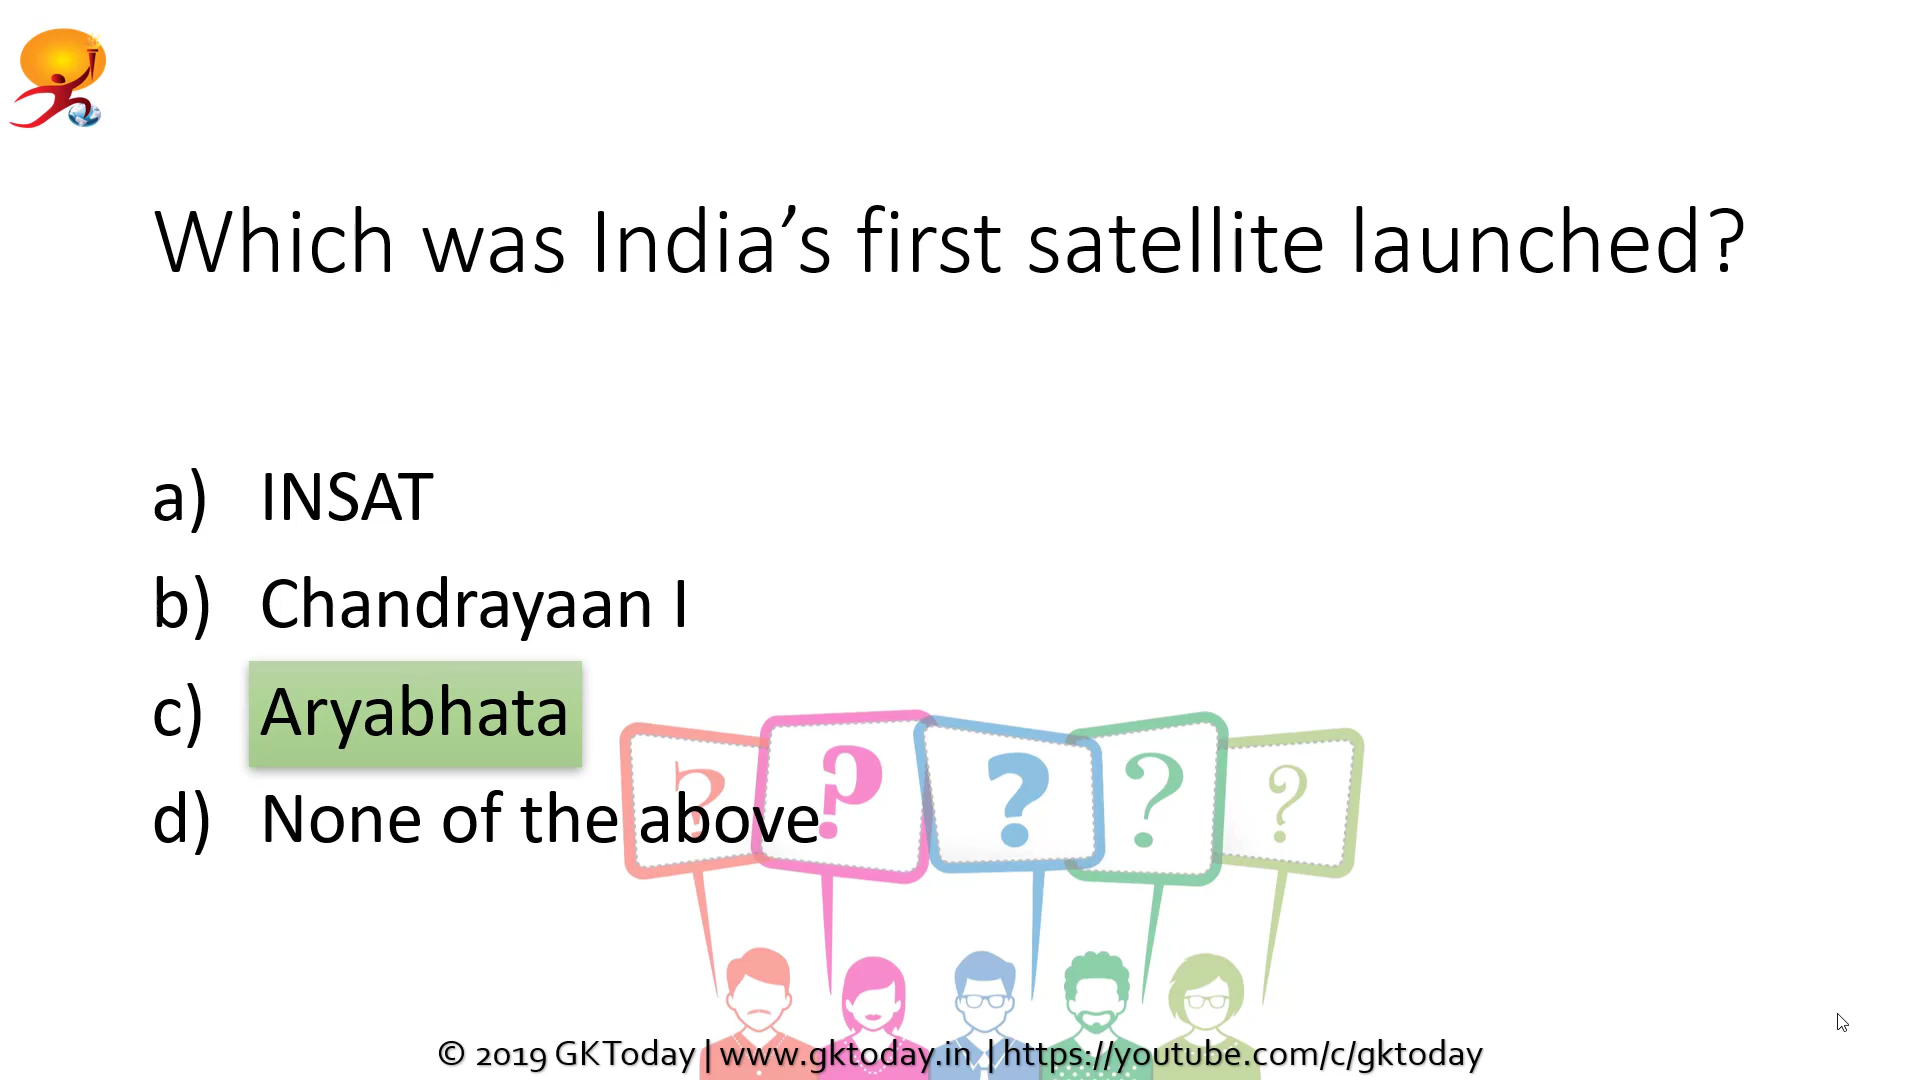 Which was India’s first satellite launched?
a) INSAT
b) Chandrayaan I
c) Aryabhata
d) None of the above
© 2019 GKToday | www.gktoday.in | https://youtube.com/c/gktoday